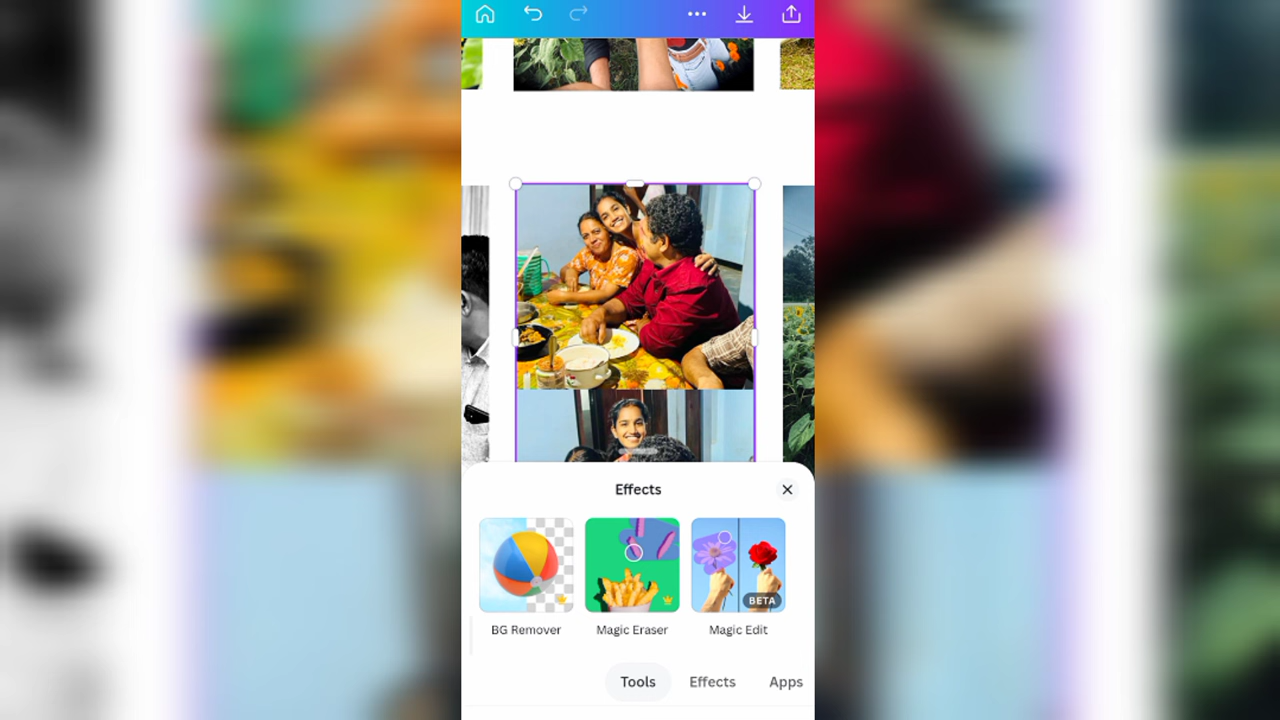 Effects
BG Remover
Magic Eraser
BETA
Magic Edit
Tools
Effects
Apps